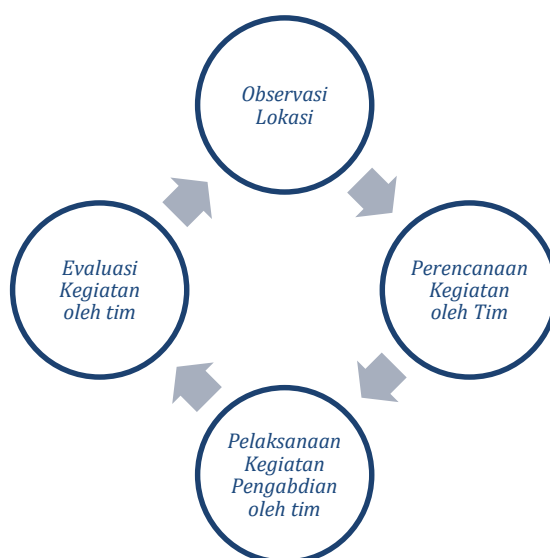 Observasi
Lokasi
Perencanaan
Kegiatan
oleh Tim
Pelaksanaan
Kegiatan
Pengabdian
oleh tim
Evaluasi
Kegiatan
oleh tim